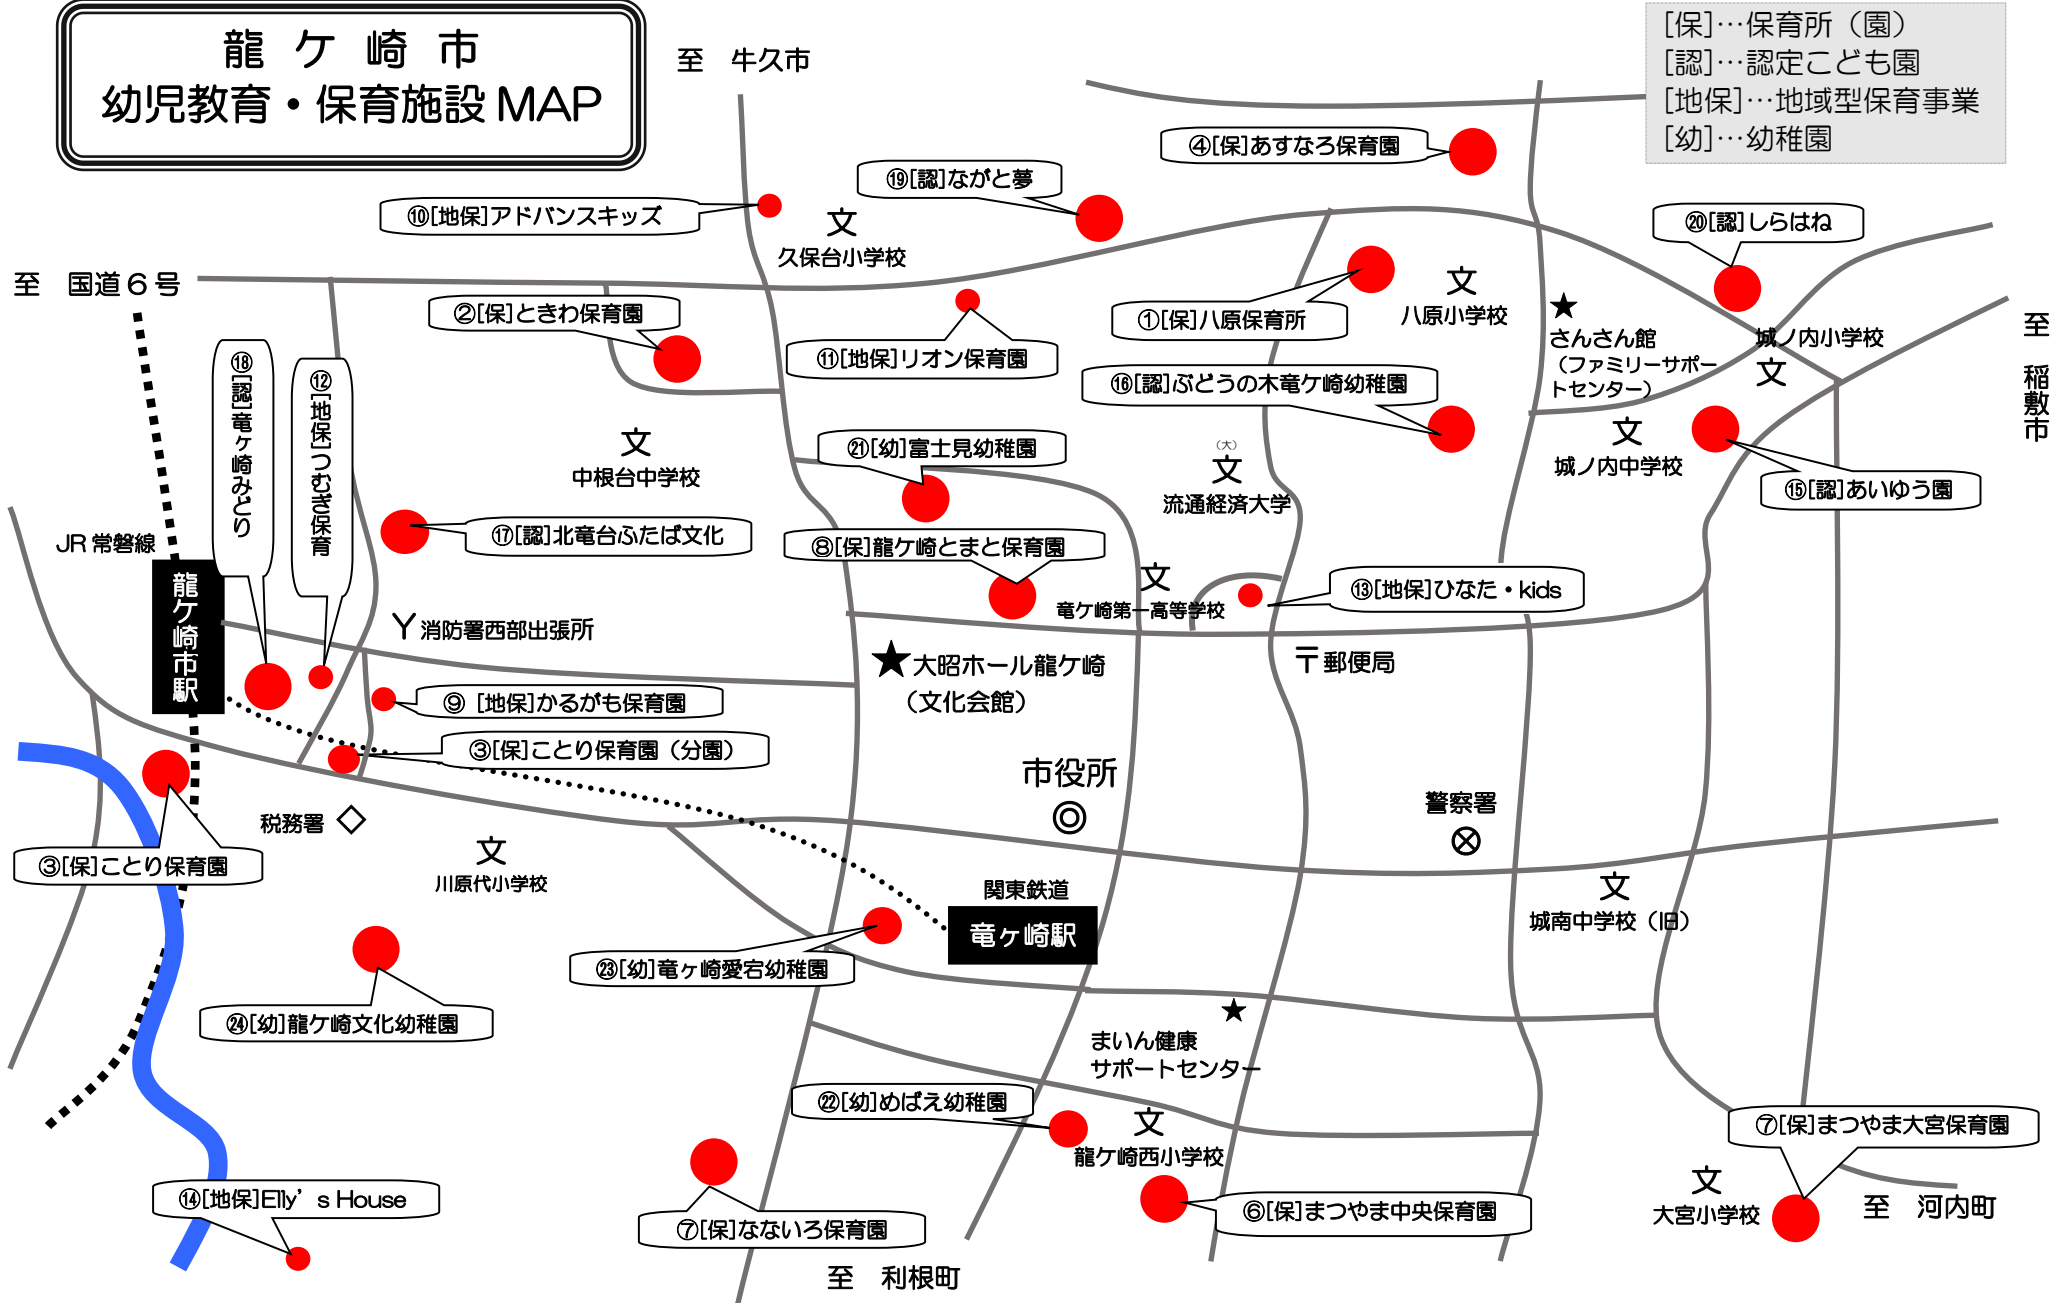 龍ケ崎市
幼児教育・保育施設MAP
至　牛久市
[保]…保育所（園）
[認]…認定こども園
[地保]…地域型保育事業
[幼]…幼稚園
④[保]あすなろ保育園
⑲[認]ながと夢
⑩[地保]アドバンスキッズ
文
久保台小学校
⑳[認]しらはね
至　国道６号
②[保]ときわ保育園
①[保]八原保育所
文
八原小学校
★
さんさん館
（ファミリーサポー
トセンター）
城ノ内小学校
文
至　稲敷市
⑪[地保]リオン保育園
⑯[認]ぶどうの木竜ケ崎幼稚園
⑱[認]竜ヶ崎みどり
⑫[地保]つむぎ保育
文
中根台中学校
㉑[幼]富士見幼稚園
（大）
文
流通経済大学
文
城ノ内中学校
⑮[認]あいゆう園
JR常磐線
⑰[認]北竜台ふたば文化
⑧[保]龍ケ崎とまと保育園
龍ケ崎市駅
文
竜ケ崎第一高等学校
⑬[地保]ひなた・kids
Y消防署西部出張所
★大昭ホール龍ケ崎
（文化会館）
〒郵便局
⑨ [地保]かるがも保育園
③[保]ことり保育園（分園）
市役所
◎
警察署
⊗
税務署 ◇
③[保]ことり保育園
文
川原代小学校
関東鉄道
竜ヶ崎駅
文
城南中学校（旧）
㉓[幼]竜ヶ崎愛宕幼稚園
㉔[幼]龍ケ崎文化幼稚園
★
まいん健康
サポートセンター
㉒[幼]めばえ幼稚園
文
龍ケ崎西小学校
⑦[保]まつやま大宮保育園
文
大宮小学校
至　河内町
⑭[地保]Elly’s House
⑦[保]なないろ保育園
⑥[保]まつやま中央保育園
至　利根町